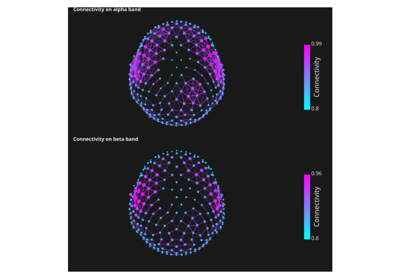 Connectivity on alpha band
0.99
Connectivity
0.8
Connectivity on beta band
0.96
Connectivity
0.8